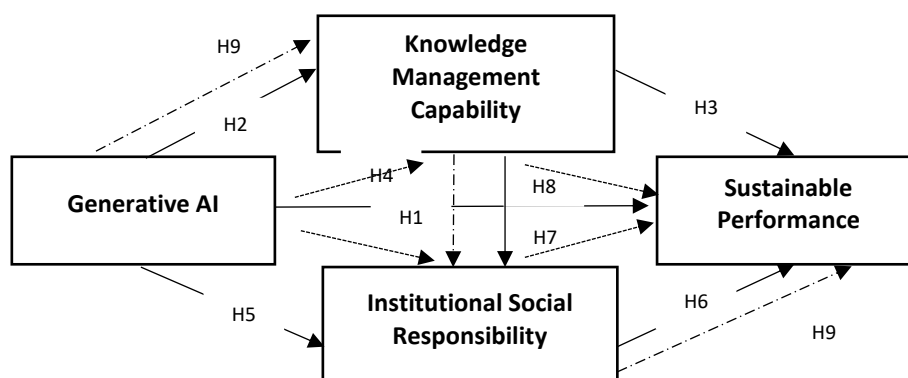 H9
Knowledge
Management
Capability
H2
H3
Generative AI
H4
H8
Sustainable
Performance
H1
H7
H5
Institutional Social
Responsibility
H6
H9